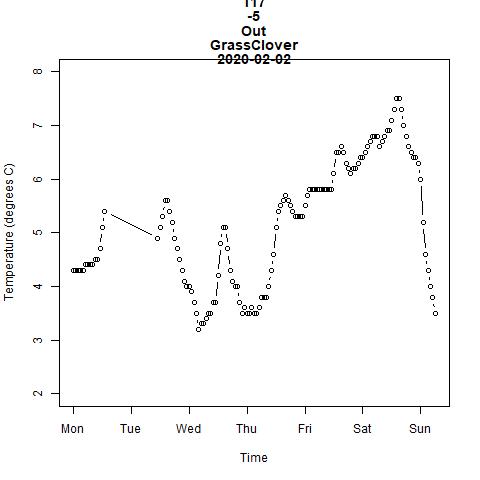 T17
-5
Out
GrassClover
2020-02-02
Temperature (degrees C)
8
7
6
5
4
3
2
Mon Tue Wed Thu Fri Sat Sun
Time